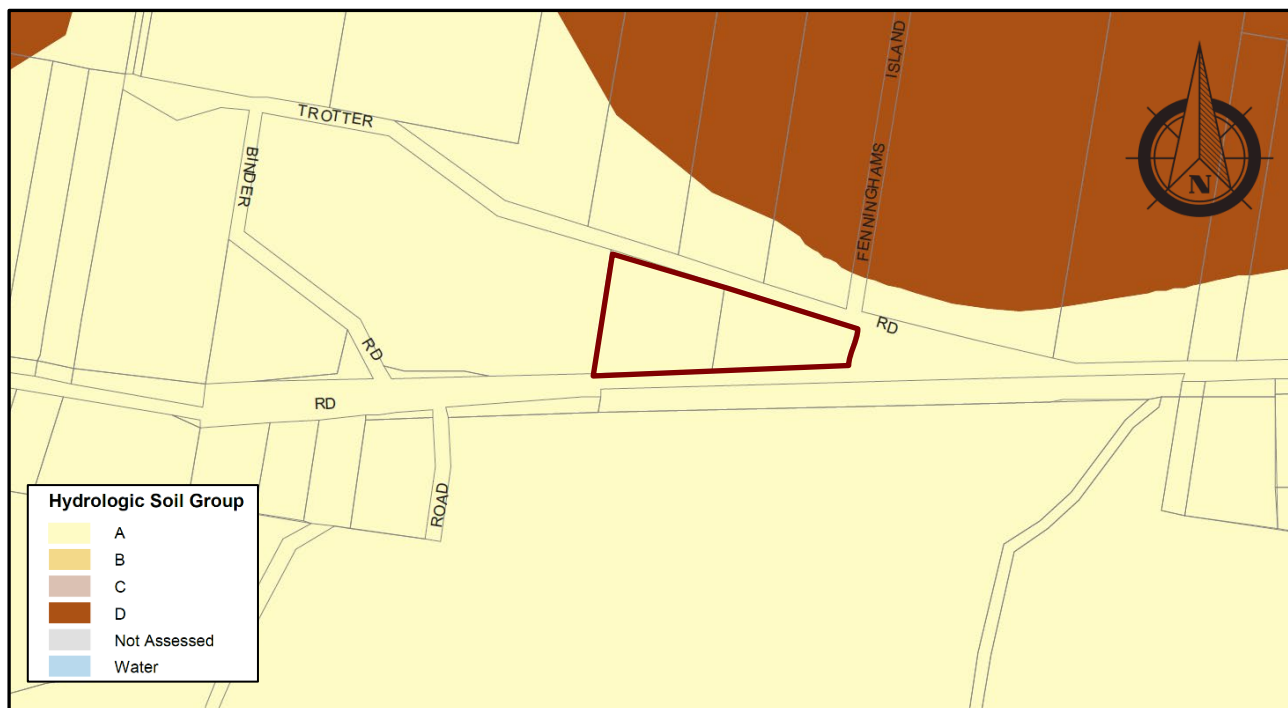 ISLAND
TROTTER
BINDER
FENNINGHAMS
N
RD
RD
RD
ROAD
Hydrologic Soil Group
A
B
C
D
Not Assessed
Water